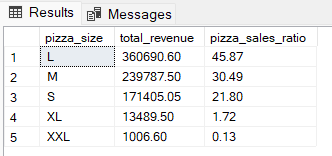 Results Messages
pizza_size total_revenue pizza_sales_ratio
1 L 360690.60 45.87
2 M 239787.50 30.49
3 S 171405.05 21.80
4 XL 13489.50 1.72
5 XXL 1006.60 0.13